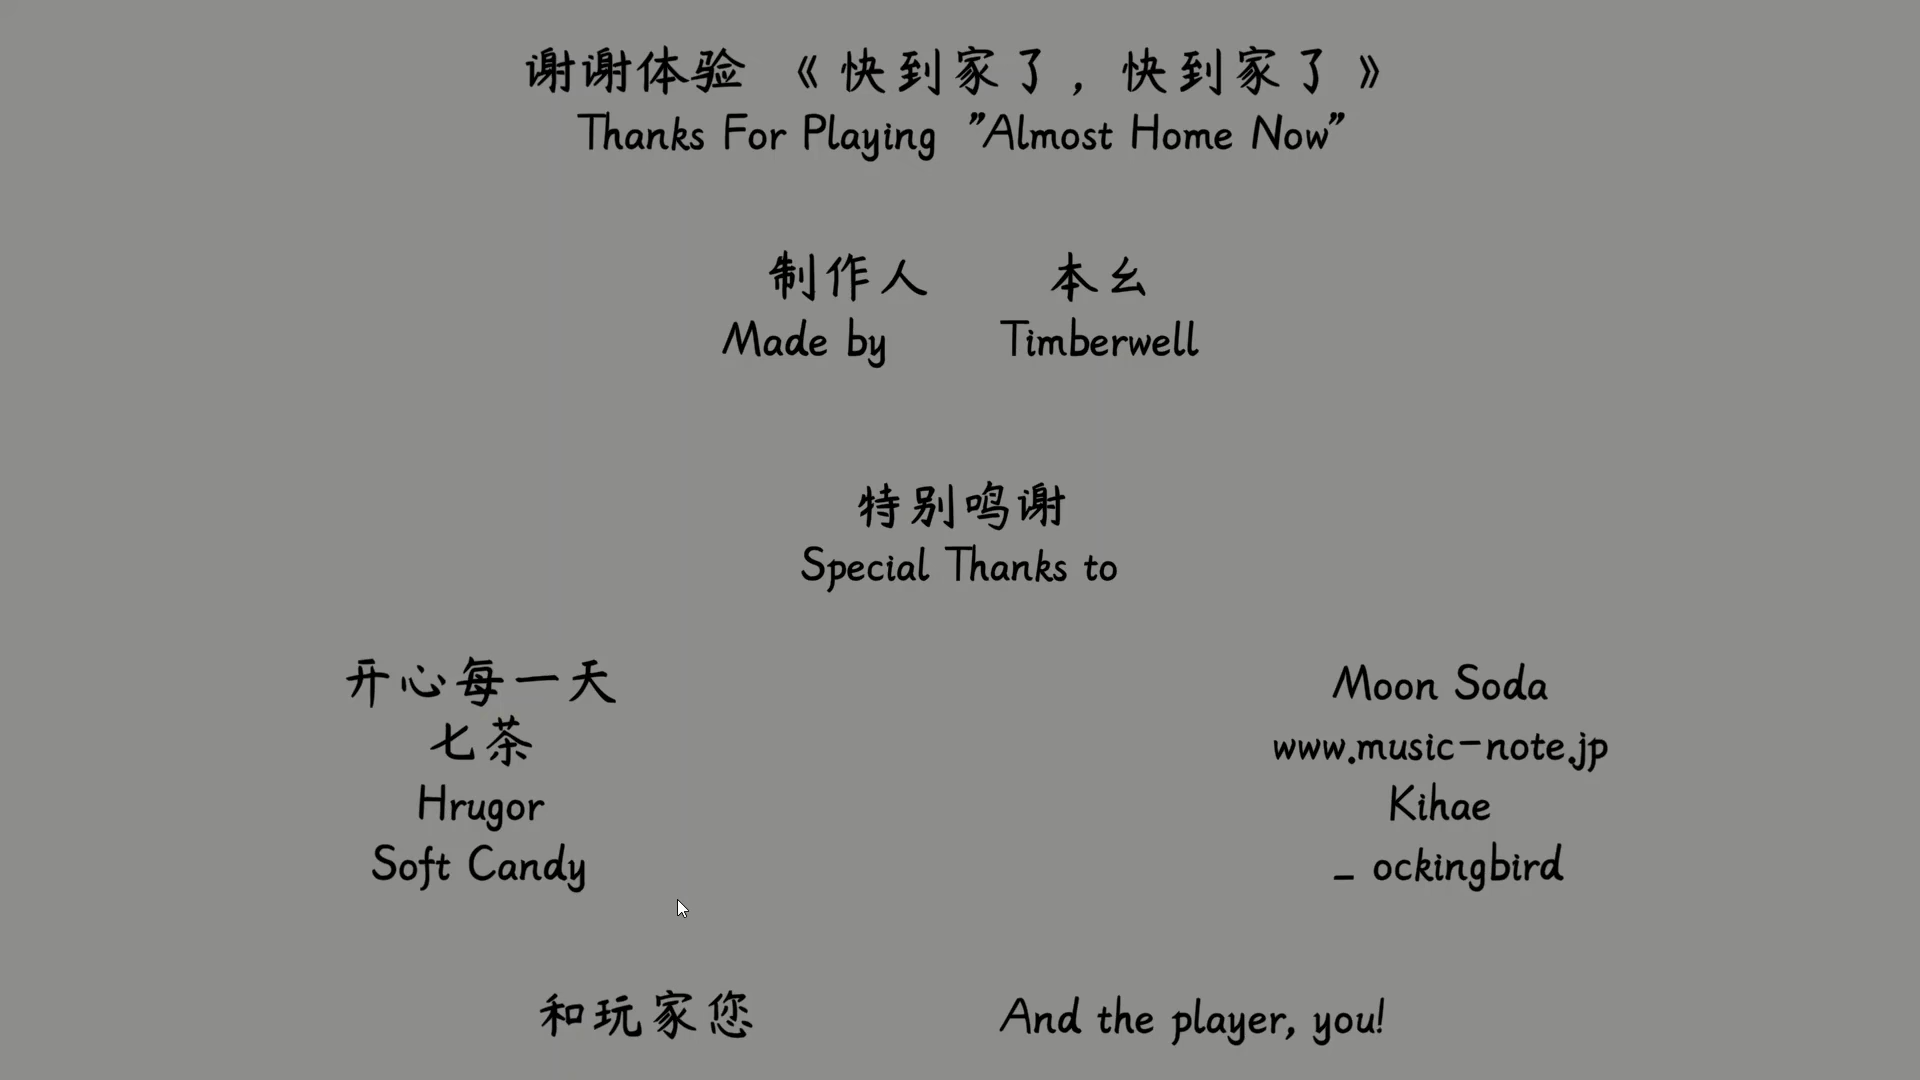 谢谢体验 《快到家了，快到家了》
Thanks For Playing "Almost Home Now"
制作人 本幺
Made by Timberwell
特别鸣谢
Special Thanks to
开心每一天
七茶
Hrugor
Soft Candy
Moon Soda
www.music-note.jp
Kihae
_ ockingbird
和玩家您 And the player, you!